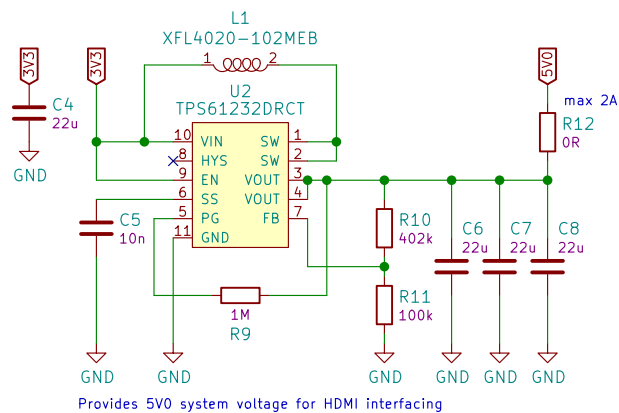 L1
XFL4020-102MEB
3V3
3V3
5V0
1
2
U2
TPS61232DRCT
max 2A
C4
22u
R12
0R
GND
10
VIN
SW
1
8
HYS
SW
2
9
EN
VOUT
3
6
SS
VOUT
4
5
PG
FB
7
11
GND
C5
10n
R10
402k
C6
22u
C7
22u
C8
22u
R11
100k
1M
R9
GND
GND
GND
GND
GND
GND
Provides 5V0 system voltage for HDMI interfacing